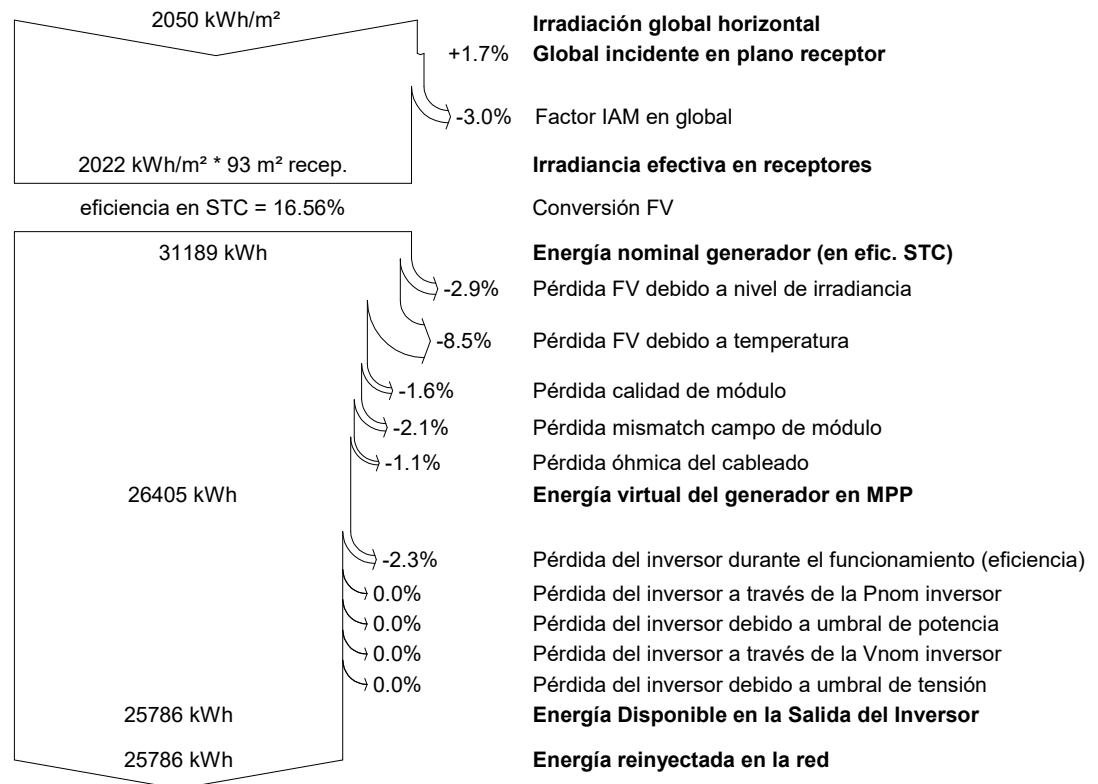 2050 kWh/m² Irradiación global horizontal
+1.7% Global incidente en plano receptor
-3.0% Factor IAM en global
2022 kWh/m² * 93 m² recep. Irradiancia efectiva en receptores
eficiencia en STC = 16.56% Conversión FV
31189 kWh Energía nominal generador (en efic. STC)
-2.9% Pérdida FV debido a nivel de irradiancia
-8.5% Pérdida FV debido a temperatura
-1.6% Pérdida calidad de módulo
-2.1% Pérdida mismatch campo de módulo
-1.1% Pérdida óhmica del cableado
26405 kWh Energía virtual del generador en MPP
-2.3% Pérdida del inversor durante el funcionamiento (eficiencia)
0.0% Pérdida del inversor a través de la Pnom inversor
0.0% Pérdida del inversor debido a umbral de potencia
0.0% Pérdida del inversor a través de la Vnom inversor
0.0% Pérdida del inversor debido a umbral de tensión
25786 kWh Energía Disponible en la Salida del Inversor
25786 kWh Energía reinyectada en la red